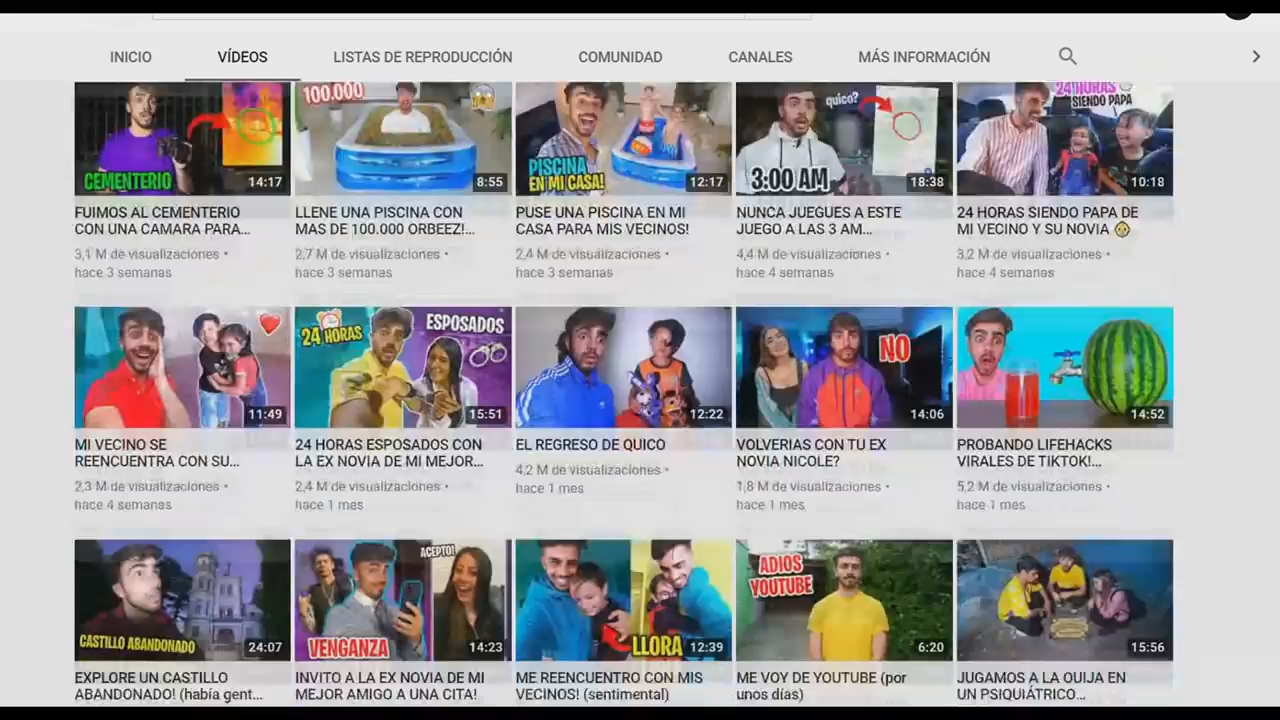 INICIO VÍDEOS LISTAS DE REPRODUCCIÓN COMUNIDAD CANALES MÁS INFORMACIÓN
CEMENTERIO
14:17
FUIMOS AL CEMENTERIO
CON UNA CAMARA PARA...
3,1 M de visualizaciones •
hace 3 semanas
100.000
8:55
LLENE UNA PISCINA CON
MAS DE 100.000 ORBEEZ!...
2,7 M de visualizaciones •
hace 3 semanas
PISCINA
EN MI CASA!
12:17
PUSE UNA PISCINA EN MI
CASA PARA MIS VECINOS!
2,4 M de visualizaciones •
hace 3 semanas
quico?
3:00 AM
18:38
NUNCA JUEGUES A ESTE
JUEGO A LAS 3 AM...
4,4 M de visualizaciones •
hace 4 semanas
24 HORAS
SIENDO PAPA
10:18
24 HORAS SIENDO PAPA DE
MI VECINO Y SU NOVIA 👶
3,2 M de visualizaciones •
hace 4 semanas
11:49
MI VECINO SE
REENCUENTRA CON SU...
2,3 M de visualizaciones •
hace 4 semanas
24 HORAS
ESPOSADOS
15:51
24 HORAS ESPOSADOS CON
LA EX NOVIA DE MI MEJOR...
2,4 M de visualizaciones •
hace 1 mes
12:22
EL REGRESO DE QUICO
4,2 M de visualizaciones •
hace 1 mes
NO
14:06
VOLVERIAS CON TU EX
NOVIA NICOLE?
1,8 M de visualizaciones •
hace 1 mes
14:52
PROBANDO LIFEHACKS
VIRALES DE TIKTOK!...
5,2 M de visualizaciones •
hace 1 mes
CASTILLO ABANDONADO
24:07
EXPLORE UN CASTILLO
ABANDONADO! (había gent...
ACEPTO!
VENGANZA
14:23
INVITO A LA EX NOVIA DE MI
MEJOR AMIGO A UNA CITA!
LLORA
12:39
ME REENCUENTRO CON MIS
VECINOS! (sentimental)
ADIOS
YOUTUBE
6:20
ME VOY DE YOUTUBE (por
unos días)
15:56
JUGAMOS A LA OUIJA EN
UN PSIQUIÁTRICO...